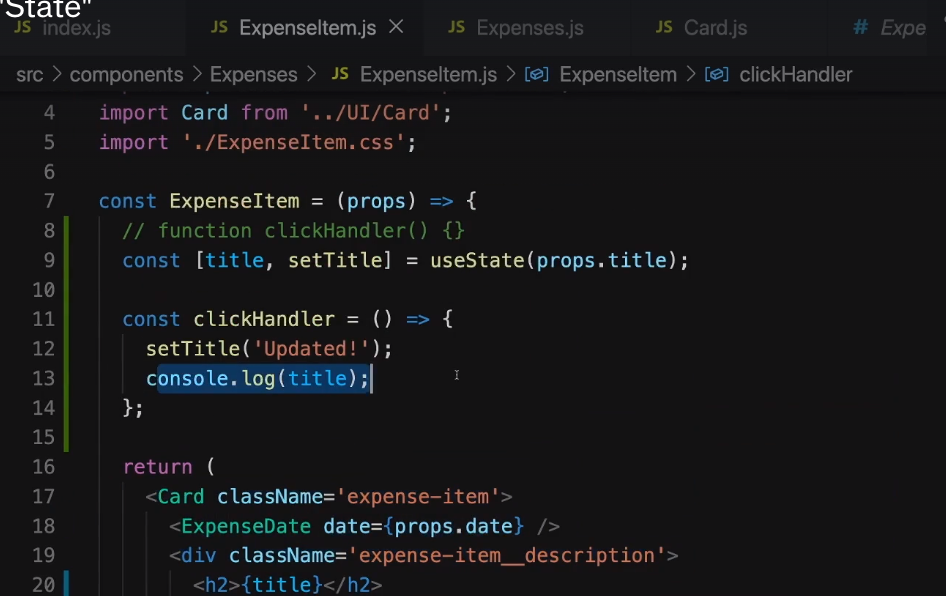 "State"
JS index.js JS ExpenseItem.js × JS Expenses.js JS Card.js # Expe
src > components > Expenses > JS ExpenseItem.js > ExpenseItem > clickHandler
4 import Card from '../UI/Card';
5 import './ExpenseItem.css';
6
7 const ExpenseItem = (props) => {
8 // function clickHandler() {}
9 const [title, setTitle] = useState(props.title);
10
11 const clickHandler = () => {
12 setTitle('Updated!');
13 console.log(title);
14 };
15
16 return (
17 <Card className='expense-item'>
18 <ExpenseDate date={props.date} />
19 <div className='expense-item__description'>
20 <h2>{title}</h2>